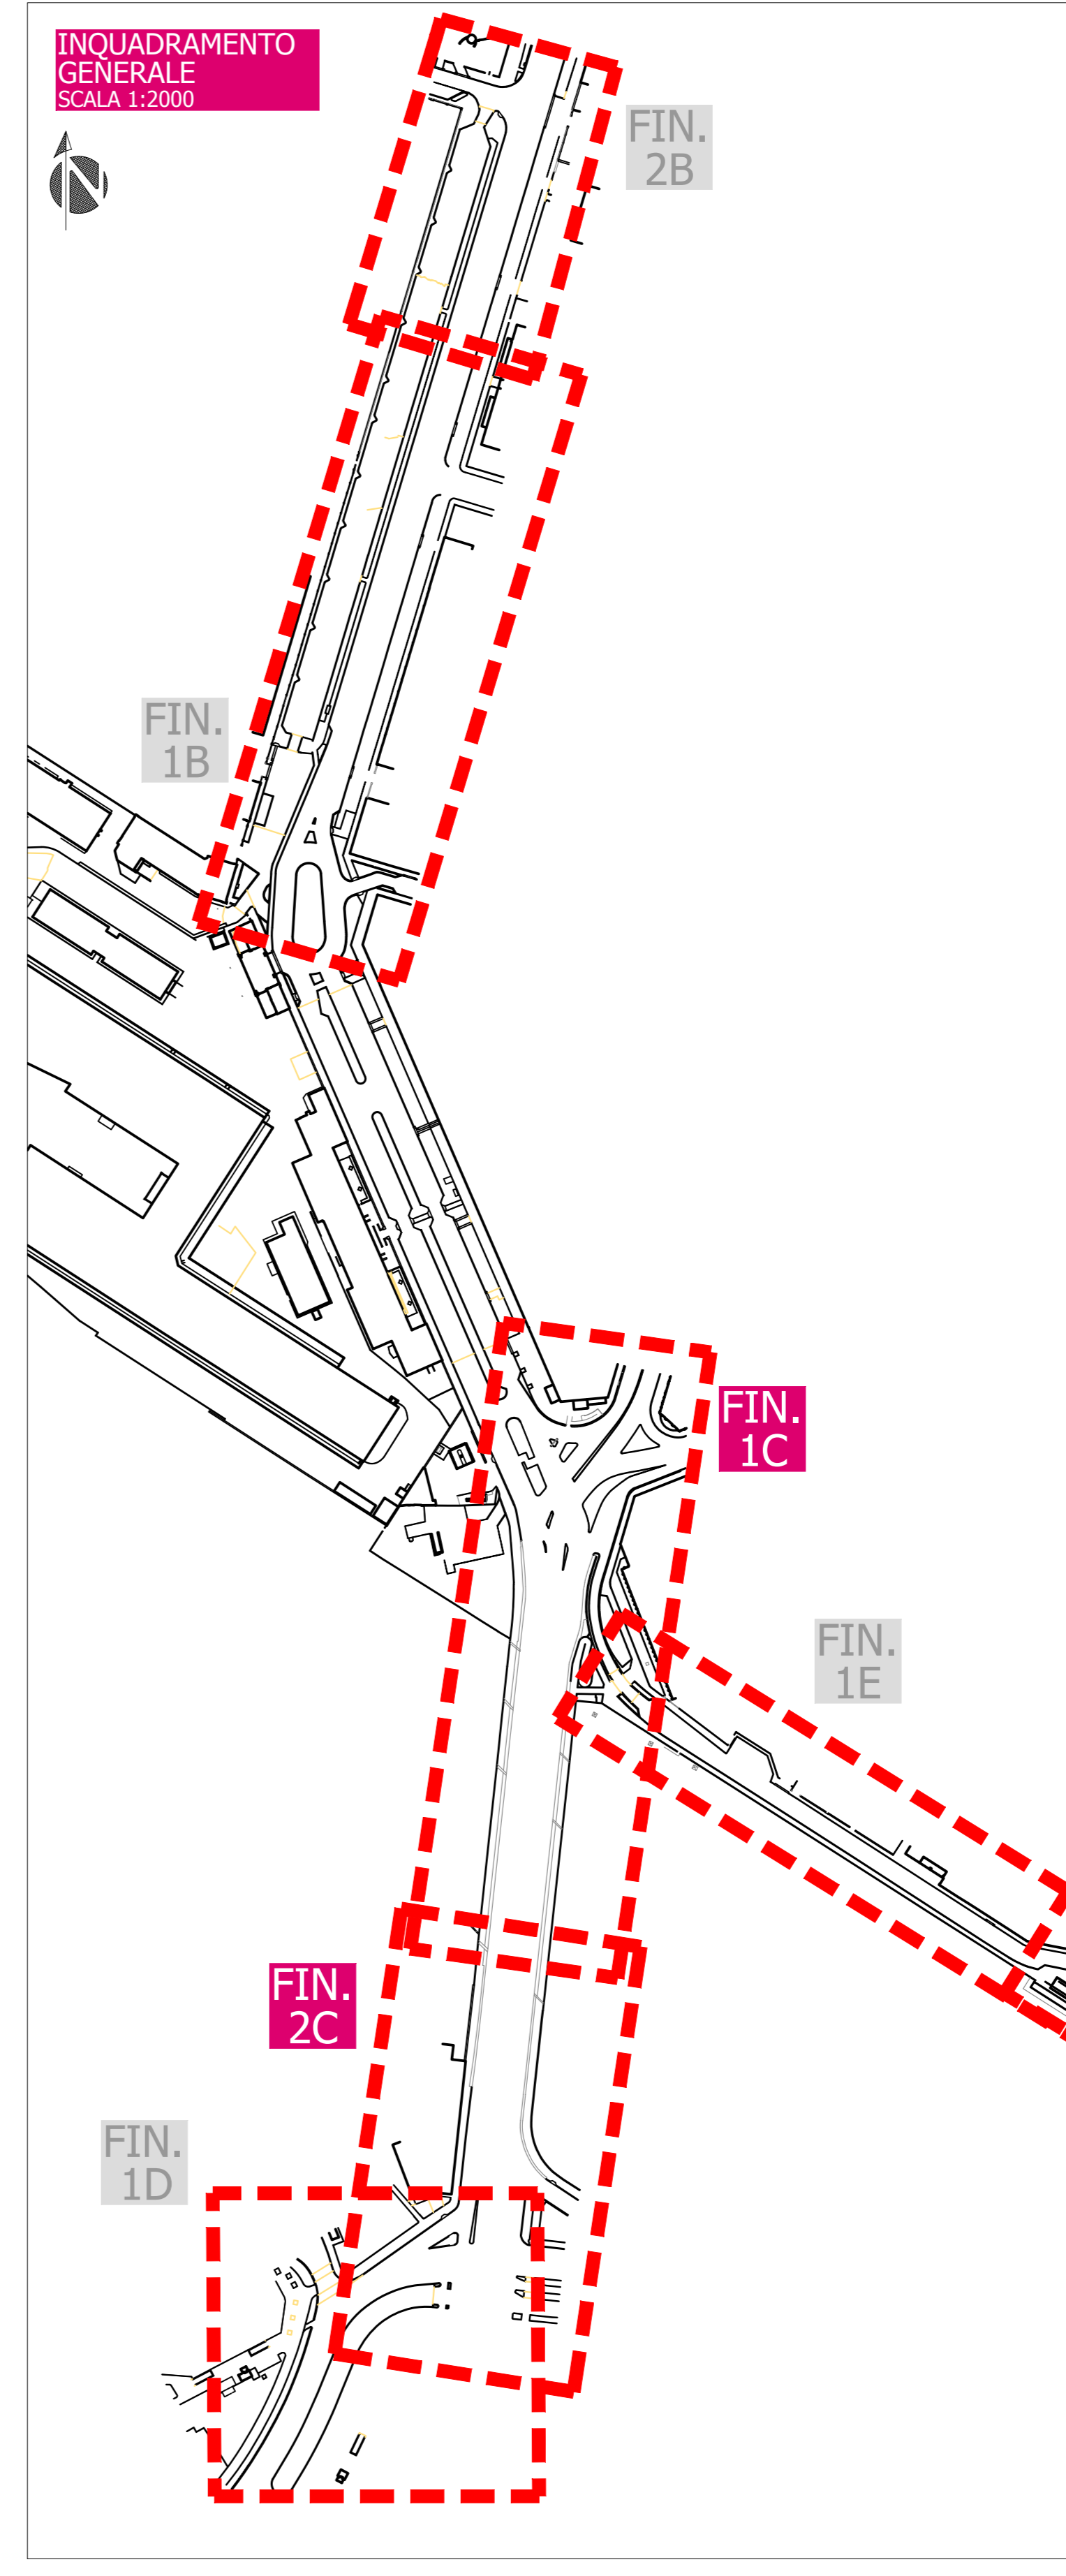 INQUADRAMENTO
GENERALE
SCALA 1:2000
N
FIN.
2B
FIN.
1B
FIN.
1C
FIN.
1E
FIN.
2C
FIN.
1D